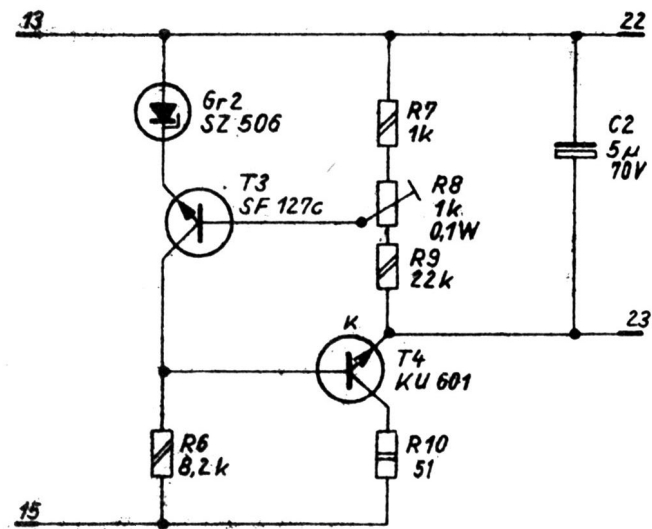 13
22
Gr2
SZ 506
R7
1k
C2
5µ
70V
T3
SF 127c
R8
1k
0,1W
R9
22k
K
23
T4
KU 601
R6
8,2k
R10
51
15